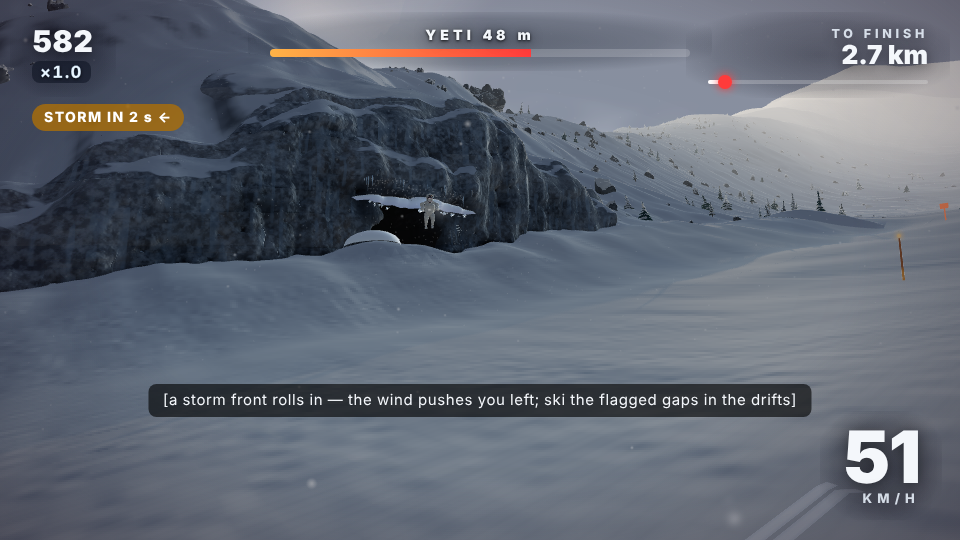 582
×1.0
STORM IN 2 s ←
YETI 48 m
TO FINISH
2.7 km
[a storm front rolls in — the wind pushes you left; ski the flagged gaps in the drifts]
51
KM/H